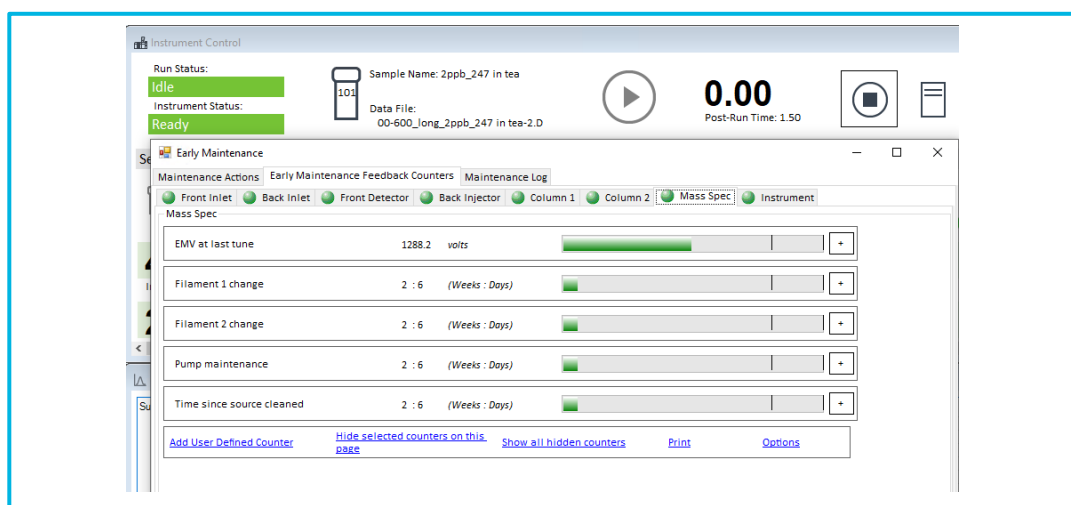 Instrument Control
Run Status:
Idle
Instrument Status:
Ready
101
Sample Name: 2ppb_247 in tea
Data File:
00-600_long_2ppb_247 in tea-2.D
0.00
Post-Run Time: 1.50
Early Maintenance
Maintenance Actions Early Maintenance Feedback Counters Maintenance Log
Front Inlet Back Inlet Front Detector Back Injector Column 1 Column 2 Mass Spec Instrument
Mass Spec
EMV at last tune 1288.2 volts +
Filament 1 change 2 : 6 (Weeks : Days) +
Filament 2 change 2 : 6 (Weeks : Days) +
Pump maintenance 2 : 6 (Weeks : Days) +
Time since source cleaned 2 : 6 (Weeks : Days) +
Add User Defined Counter Hide selected counters on this page Show all hidden counters Print Options